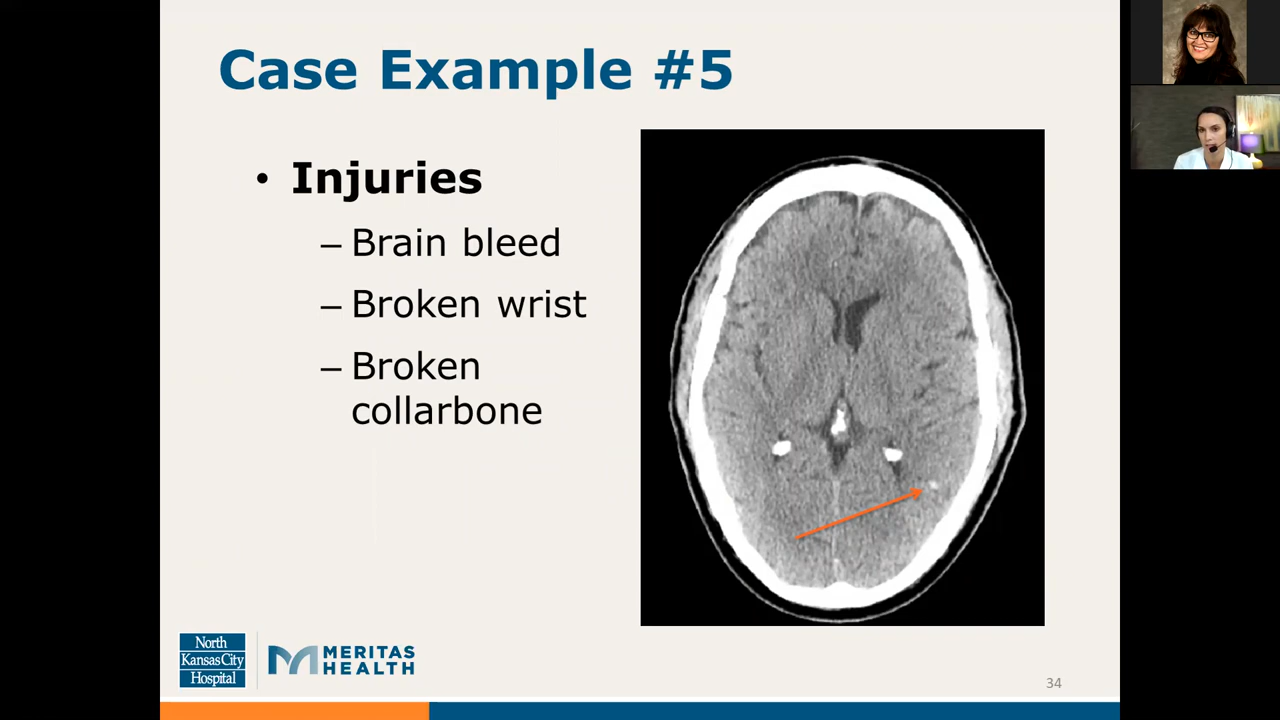 Case Example #5
• Injuries
– Brain bleed
– Broken wrist
– Broken
collarbone
North
Kansas City
Hospital
MERITAS
HEALTH
34